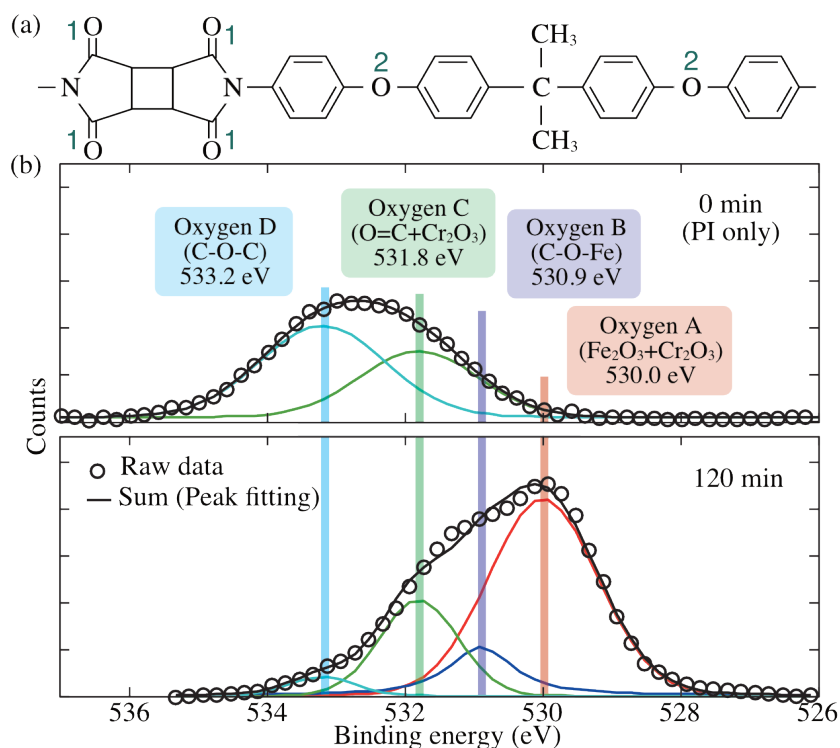 (a)
1 O O 1
CH₃
2 2
N N O C O
1 O O 1
CH₃
(b)
Oxygen D
(C-O-C)
533.2 eV
Oxygen C
(O=C+Cr₂O₃)
531.8 eV
Oxygen B
(C-O-Fe)
530.9 eV
0 min
(PI only)
Oxygen A
(Fe₂O₃+Cr₂O₃)
530.0 eV
Counts
Raw data
Sum (Peak fitting)
120 min
536 534 532 530 528 526
Binding energy (eV)